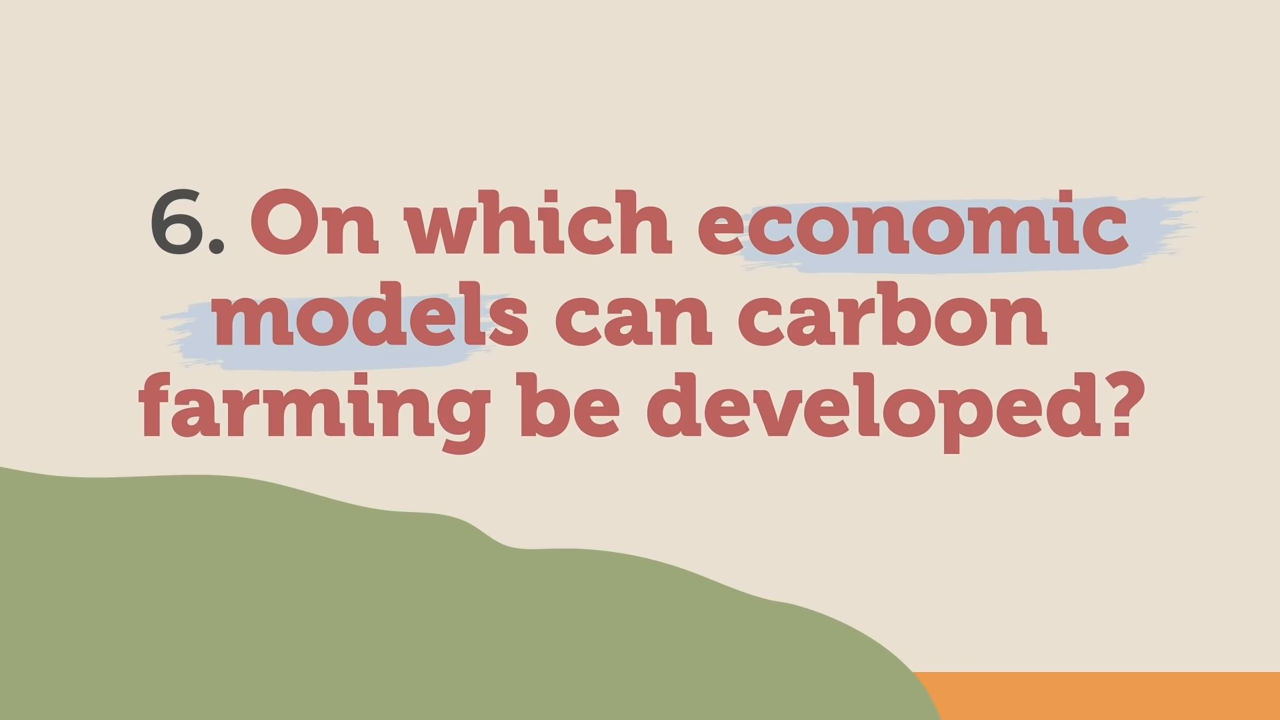 6. On which economic
models can carbon
farming be developed?